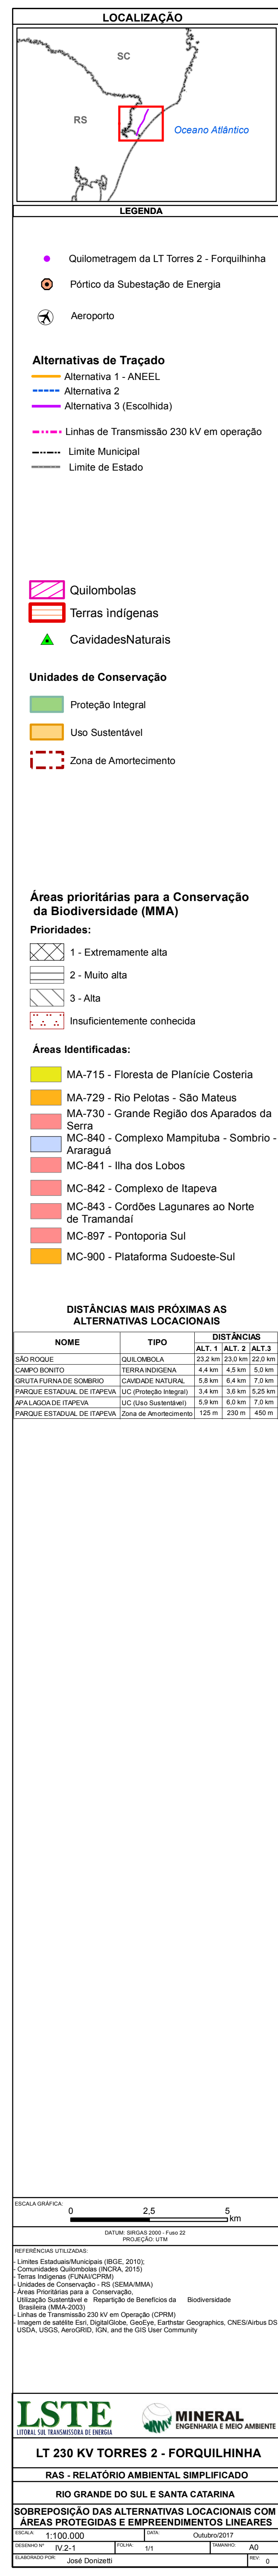 LOCALIZAÇÃO
SC
RS
Oceano Atlântico
LEGENDA
Quilometragem da LT Torres 2 - Forquilhinha
Pórtico da Subestação de Energia
Aeroporto
Alternativas de Traçado
Alternativa 1 - ANEEL
Alternativa 2
Alternativa 3 (Escolhida)
Linhas de Transmissão 230 kV em operação
Limite Municipal
Limite de Estado
Quilombolas
Terras ìndígenas
CavidadesNaturais
Unidades de Conservação
Proteção Integral
Uso Sustentável
Zona de Amortecimento
Áreas prioritárias para a Conservação
da Biodiversidade (MMA)
Prioridades:
1 - Extremamente alta
2 - Muito alta
3 - Alta
Insuficientemente conhecida
Áreas Identificadas:
MA-715 - Floresta de Planície Costeria
MA-729 - Rio Pelotas - São Mateus
MA-730 - Grande Região dos Aparados da
Serra
MC-840 - Complexo Mampituba - Sombrio -
Araraguá
MC-841 - Ilha dos Lobos
MC-842 - Complexo de Itapeva
MC-843 - Cordões Lagunares ao Norte
de Tramandaí
MC-897 - Pontoporia Sul
MC-900 - Plataforma Sudoeste-Sul
DISTÂNCIAS MAIS PRÓXIMAS AS
ALTERNATIVAS LOCACIONAIS
NOME TIPO DISTÂNCIAS
ALT. 1 ALT. 2 ALT.3
SÃO ROQUE QUILOMBOLA 23,2 km 23,0 km 22,0 km
CAMPO BONITO TERRA INDIGENA 4,4 km 4,5 km 5,0 km
GRUTA FURNA DE SOMBRIO CAVIDADE NATURAL 5,8 km 6,4 km 7,0 km
PARQUE ESTADUAL DE ITAPEVA UC (Proteção Integral) 3,4 km 3,6 km 5,25 km
APA LAGOA DE ITAPEVA UC (Uso Sustentável) 5,9 km 6,0 km 7,0 km
PARQUE ESTADUAL DE ITAPEVA Zona de Amortecimento 125 m 230 m 450 m
ESCALA GRÁFICA:
0 2,5 5
km
DATUM: SIRGAS 2000 - Fuso 22
PROJEÇÃO: UTM
REFERÊNCIAS UTILIZADAS:
- Limites Estaduais/Municipais (IBGE, 2010);
- Comunidades Quilombolas (INCRA, 2015)
- Terras Indígenas (FUNAI/CPRM)
- Unidades de Conservação - RS (SEMA/MMA)
- Áreas Prioritárias para a Conservação,
Utilização Sustentável e Repartição de Benefícios da Biodiversidade
Brasileira (MMA-2003)
- Linhas de Transmissão 230 kV em Operação (CPRM)
- Imagem de satélite Esri, DigitalGlobe, GeoEye, Earthstar Geographics, CNES/Airbus DS
USDA, USGS, AeroGRID, IGN, and the GIS User Community
LSTE
LITORAL SUL TRANSMISSORA DE ENERGIA
MINERAL
ENGENHARIA E MEIO AMBIENTE
LT 230 KV TORRES 2 - FORQUILHINHA
RAS - RELATÓRIO AMBIENTAL SIMPLIFICADO
RIO GRANDE DO SUL E SANTA CATARINA
SOBREPOSIÇÃO DAS ALTERNATIVAS LOCACIONAIS COM
ÁREAS PROTEGIDAS E EMPREENDIMENTOS LINEARES
ESCALA: 1:100.000 DATA: Outubro/2017
DESENHO Nº IV.2-1 FOLHA: 1/1 TAMANHO: A0
ELABORADO POR: José Donizetti REV: 0